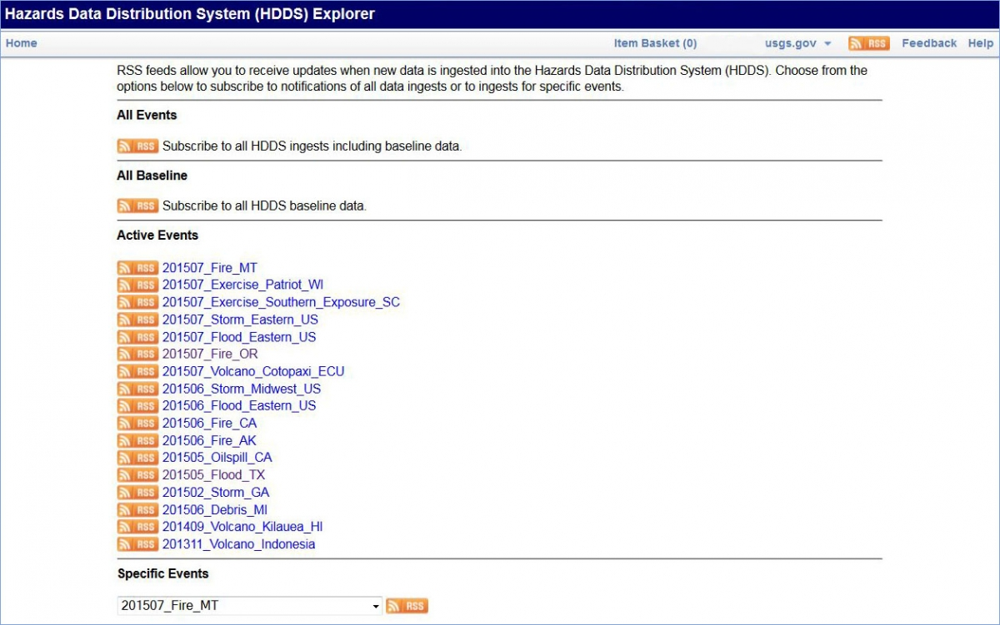 Hazards Data Distribution System (HDDS) Explorer
Home Item Basket (0) usgs.gov RSS Feedback Help
RSS feeds allow you to receive updates when new data is ingested into the Hazards Data Distribution System (HDDS). Choose from the
options below to subscribe to notifications of all data ingests or to ingests for specific events.
All Events
RSS Subscribe to all HDDS ingests including baseline data.
All Baseline
RSS Subscribe to all HDDS baseline data.
Active Events
RSS 201507_Fire_MT
RSS 201507_Exercise_Patriot_WI
RSS 201507_Exercise_Southern_Exposure_SC
RSS 201507_Storm_Eastern_US
RSS 201507_Flood_Eastern_US
RSS 201507_Fire_OR
RSS 201507_Volcano_Cotopaxi_ECU
RSS 201506_Storm_Midwest_US
RSS 201506_Flood_Eastern_US
RSS 201506_Fire_CA
RSS 201506_Fire_AK
RSS 201505_Oilspill_CA
RSS 201505_Flood_TX
RSS 201502_Storm_GA
RSS 201506_Debris_MI
RSS 201409_Volcano_Kilauea_HI
RSS 201311_Volcano_Indonesia
Specific Events
201507_Fire_MT RSS